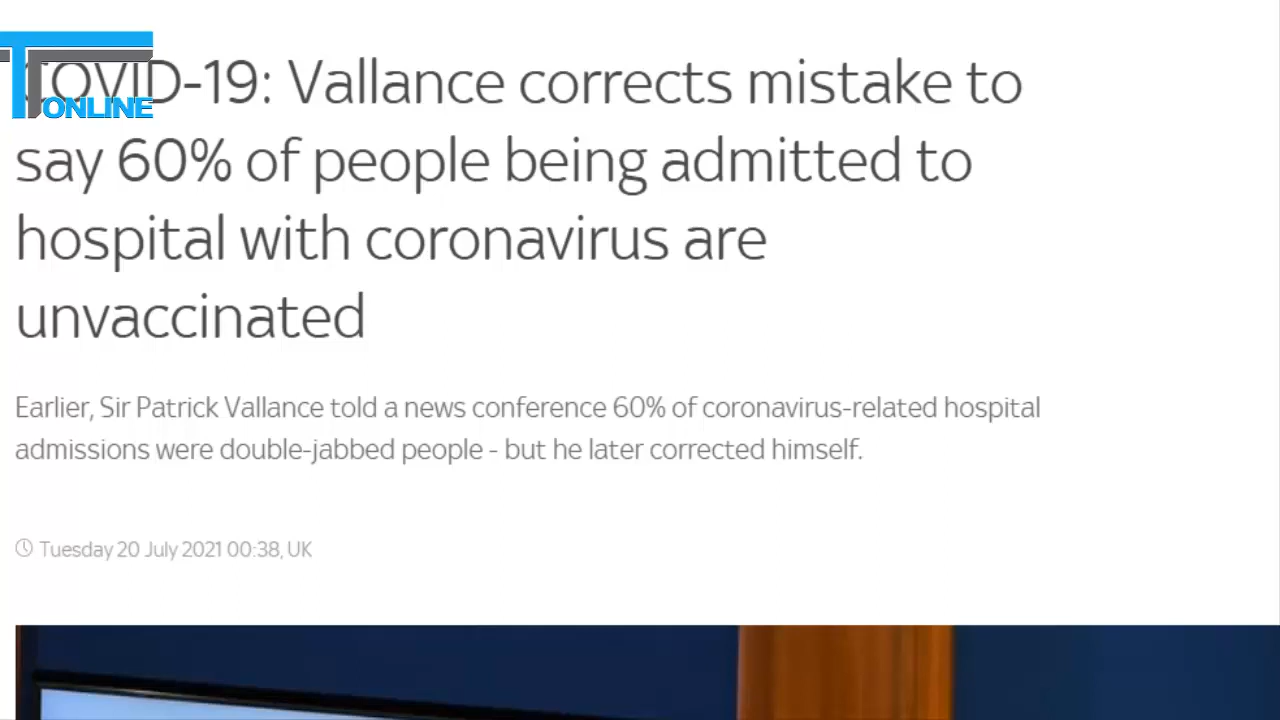 COVID-19: Vallance corrects mistake to
say 60% of people being admitted to
hospital with coronavirus are
unvaccinated
Earlier, Sir Patrick Vallance told a news conference 60% of coronavirus-related hospital
admissions were double-jabbed people - but he later corrected himself.
Tuesday 20 July 2021 00:38, UK
TT ONLINE